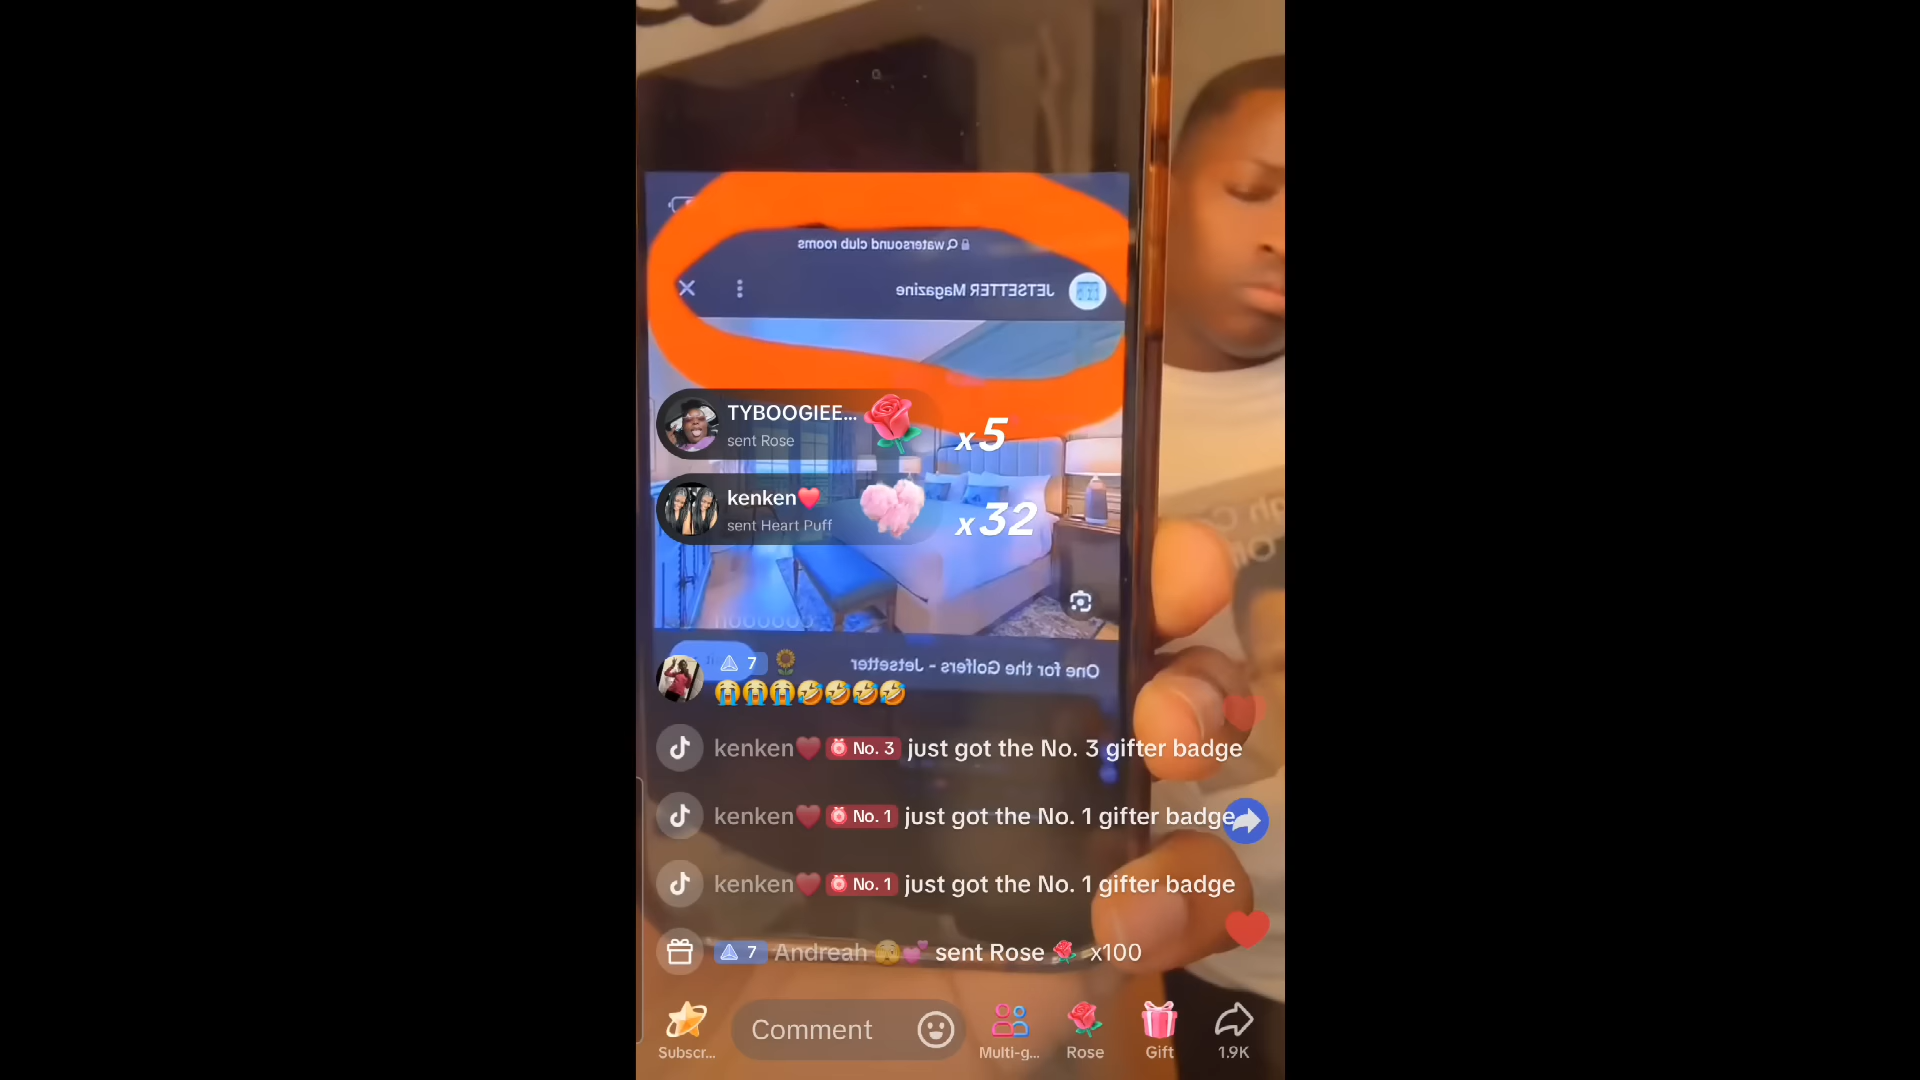 watersound club rooms
JETSETTER Magazine
TYBOOGIEE...
sent Rose
x5
kenken❤️
sent Heart Puff
x32
noooooo
7 🌻
One for the Golfers - Jetsetter
😭😭😭🤣🤣🤣🤣
kenken❤️ No. 3 just got the No. 3 gifter badge
kenken❤️ No. 1 just got the No. 1 gifter badge
kenken❤️ No. 1 just got the No. 1 gifter badge
7 Andreah 😳💕 sent Rose 🌹 x100
Comment
Subscr...
Multi-g...
Rose
Gift
1.9K